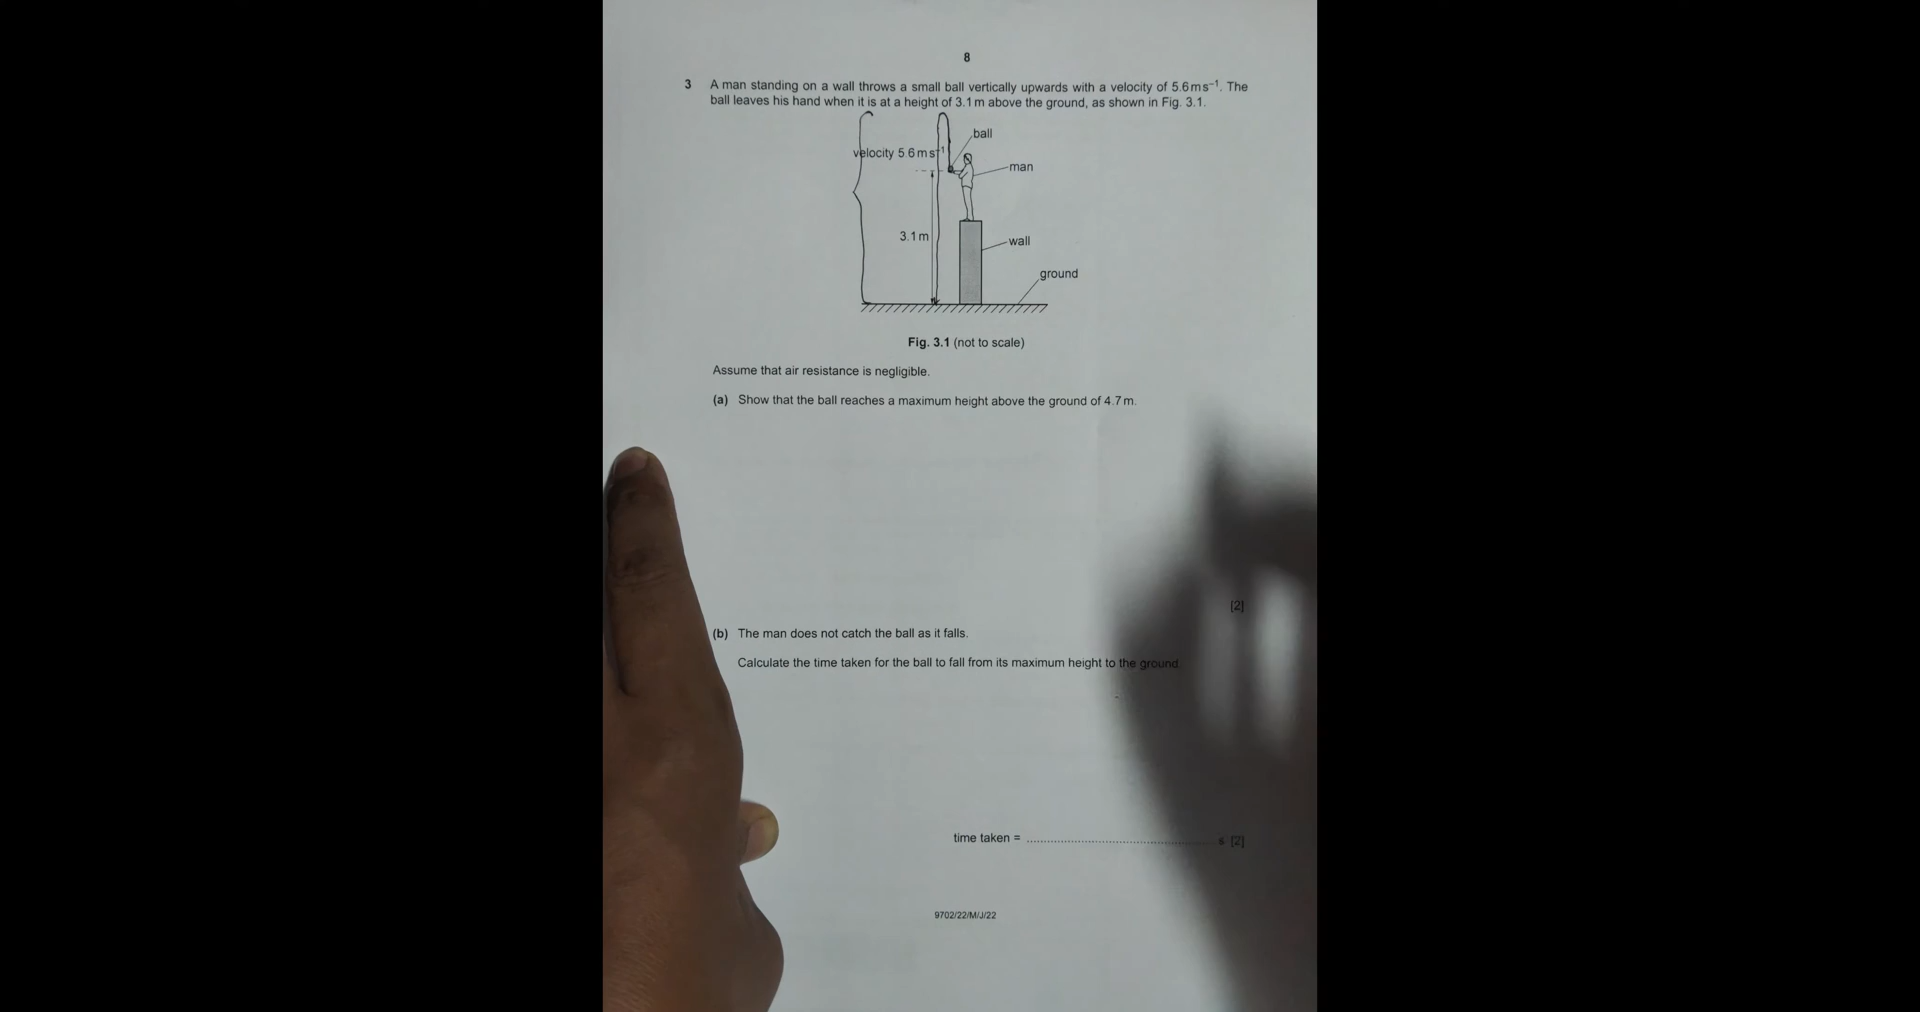 8
3 A man standing on a wall throws a small ball vertically upwards with a velocity of 5.6 m s⁻¹. The
ball leaves his hand when it is at a height of 3.1 m above the ground, as shown in Fig. 3.1.
ball
velocity 5.6 m s⁻¹
man
3.1 m
wall
ground
Fig. 3.1 (not to scale)
Assume that air resistance is negligible.
(a) Show that the ball reaches a maximum height above the ground of 4.7 m.
[2]
(b) The man does not catch the ball as it falls.
Calculate the time taken for the ball to fall from its maximum height to the ground.
time taken = ........................................ s [2]
9702/22/M/J/22